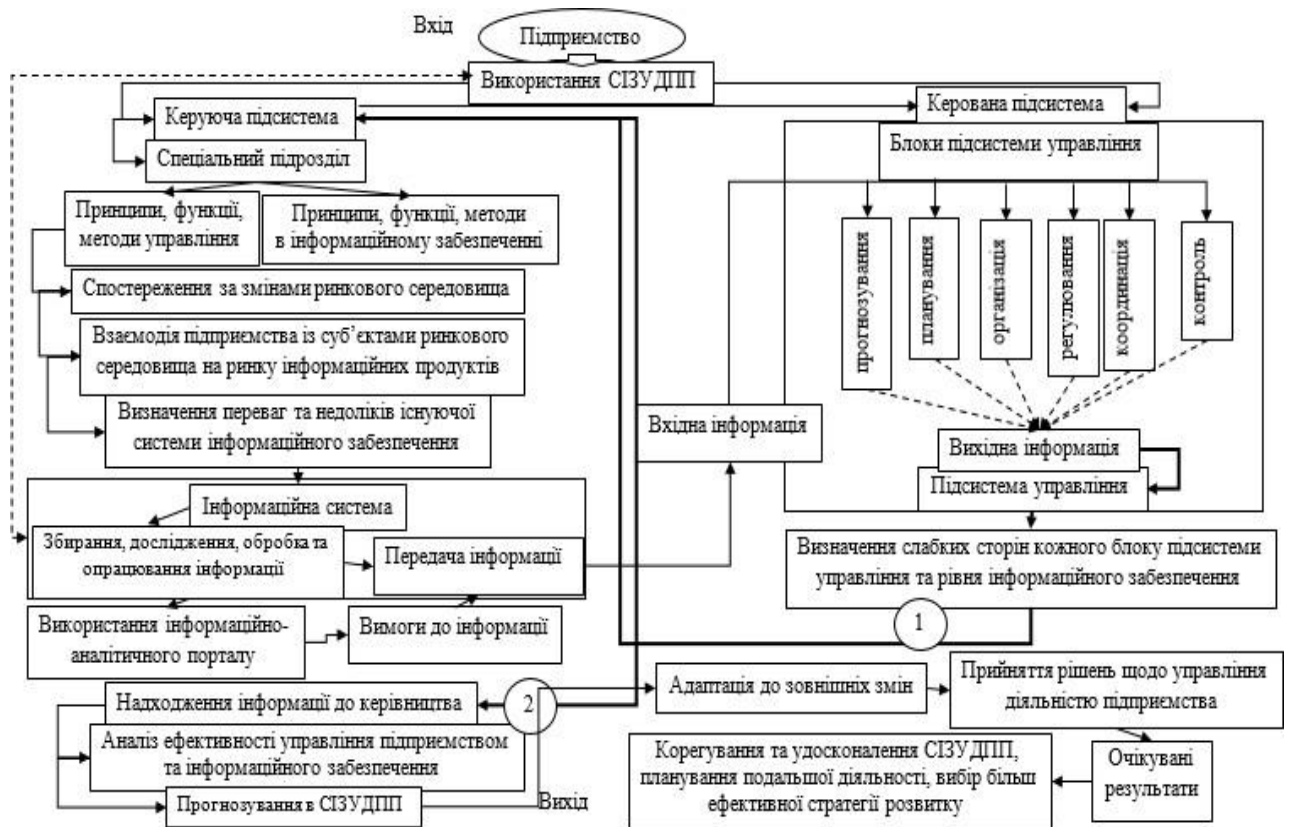 Вхід
Підприємство
Використання СІЗУДПП
Керуюча підсистема
Спеціальний підрозділ
Принципи, функції,
методи управління
Принципи, функції, методи
в інформаційному забезпеченні
Спостереження за змінами ринкового середовища
Взаємодія підприємства із суб’єктами ринкового
середовища на ринку інформаційних продуктів
Визначення переваг та недоліків існуючої
системи інформаційного забезпечення
Інформаційна система
Збирання, дослідження, обробка та
опрацювання інформації
Передача інформації
Використання інформаційно-
аналітичного порталу
Вимоги до інформації
Вхідна інформація
Керована підсистема
Блоки підсистеми управління
прогнозування
планування
організація
регулювання
координація
контроль
Вихідна інформація
Підсистема управління
Визначення слабких сторін кожного блоку підсистеми
управління та рівня інформаційного забезпечення
1
2
Надходження інформації до керівництва
Аналіз ефективності управління підприємством
та інформаційного забезпечення
Прогнозування в СІЗУДПП
Вихід
Адаптація до зовнішніх змін
Прийняття рішень щодо управління
діяльністю підприємства
Очікувані
результати
Корегування та удосконалення СІЗУДПП,
планування подальшої діяльності, вибір більш
ефективної стратегії розвитку